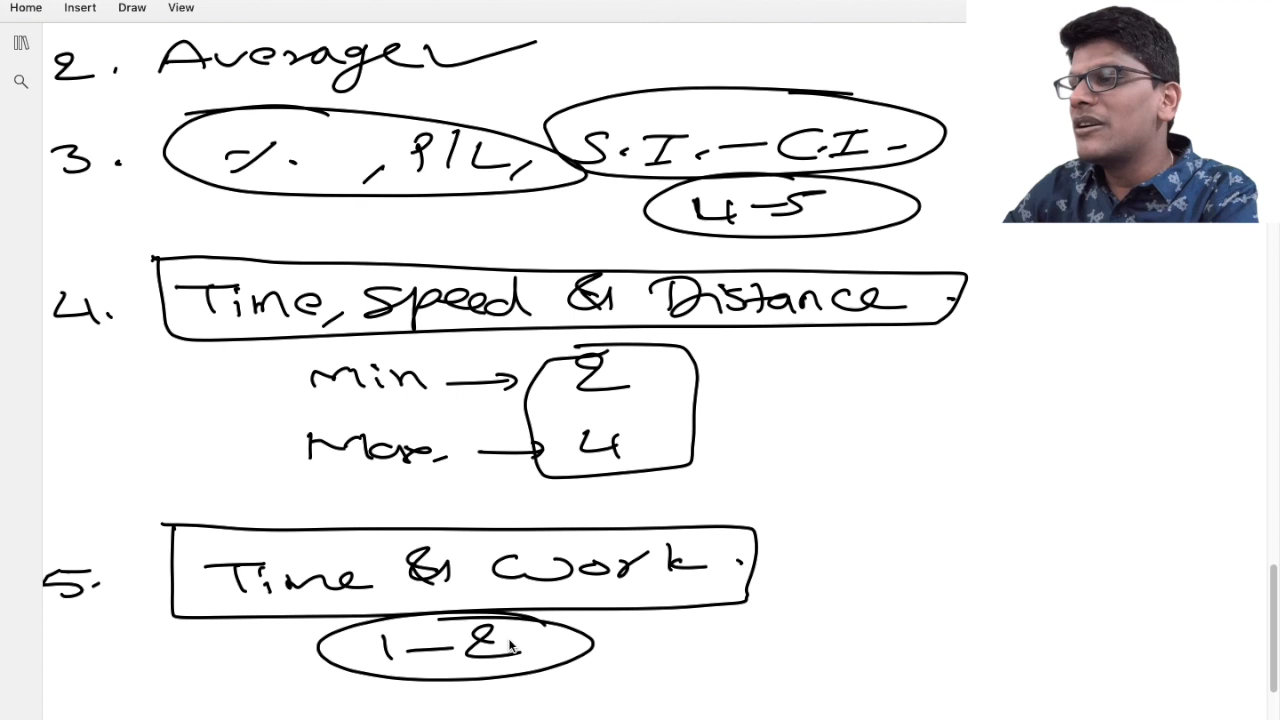 Home Insert Draw View
2. Averages
3. %, P/L, S.I. - C.I.
4-5
4. Time, Speed & Distance.
Min → 2
Max. → 4
5. Time & Work.
1-2